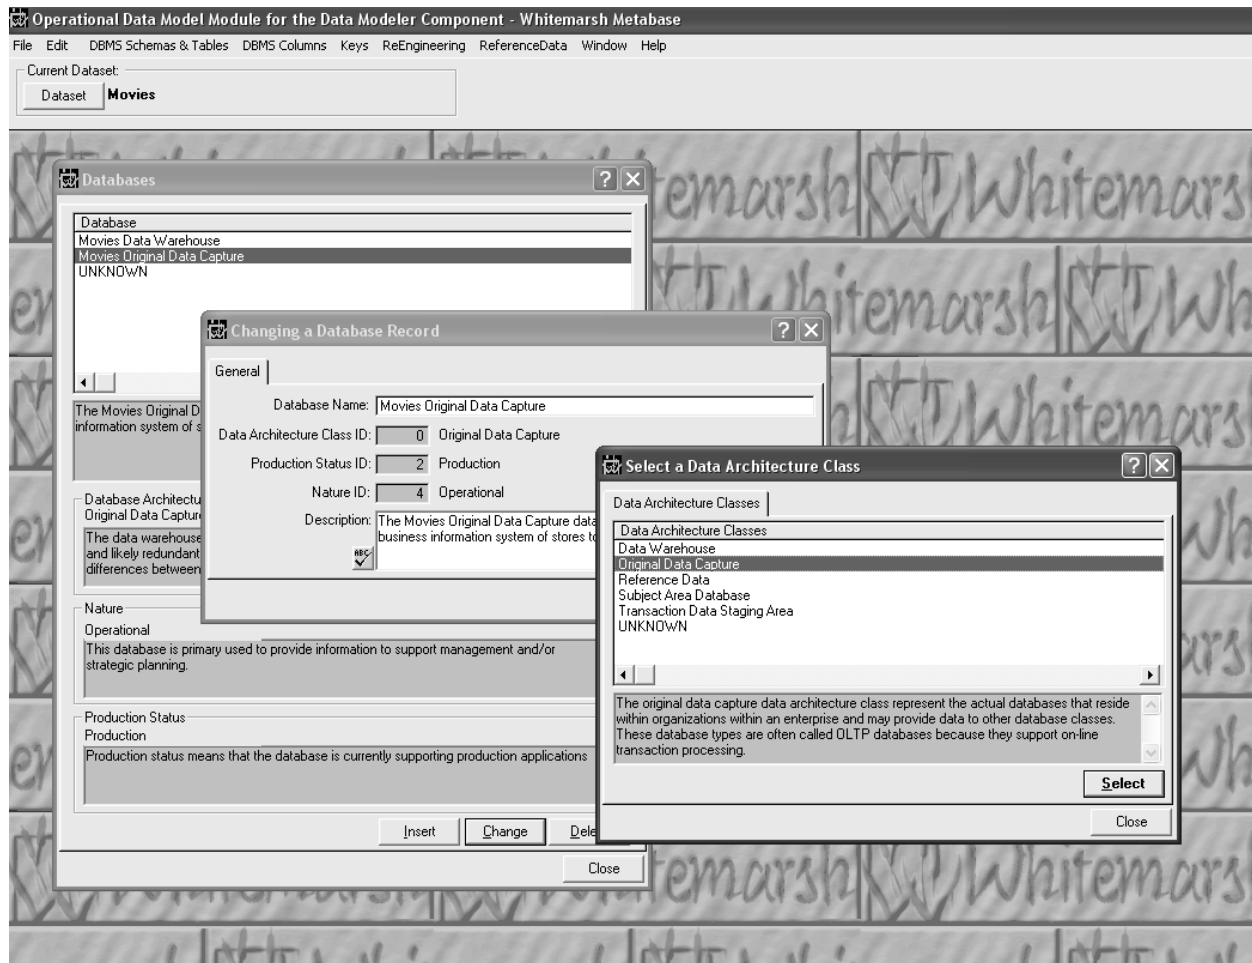 Operational Data Model Module for the Data Modeler Component - Whitemarsh Metabase
File Edit DBMS Schemas & Tables DBMS Columns Keys ReEngineering ReferenceData Window Help
Current Dataset:
Dataset Movies
Databases
Database
Movies Data Warehouse
Movies Original Data Capture
UNKNOWN
The Movies Original D
information system of s
Database Architectu
Original Data Capture
The data warehouse
and likely redundant
differences between
Nature
Operational
This database is primary used to provide information to support management and/or
strategic planning.
Production Status
Production
Production status means that the database is currently supporting production applications
Insert Change Dele
Close
Changing a Database Record
General
Database Name: Movies Original Data Capture
Data Architecture Class ID: 0 Original Data Capture
Production Status ID: 2 Production
Nature ID: 4 Operational
Description: The Movies Original Data Capture data
business information system of stores to
ABC
Select a Data Architecture Class
Data Architecture Classes
Data Architecture Classes
Data Warehouse
Original Data Capture
Reference Data
Subject Area Database
Transaction Data Staging Area
UNKNOWN
The original data capture data architecture class represent the actual databases that reside
within organizations within an enterprise and may provide data to other database classes.
These database types are often called OLTP databases because they support on-line
transaction processing.
Select
Close
Whitemarsh